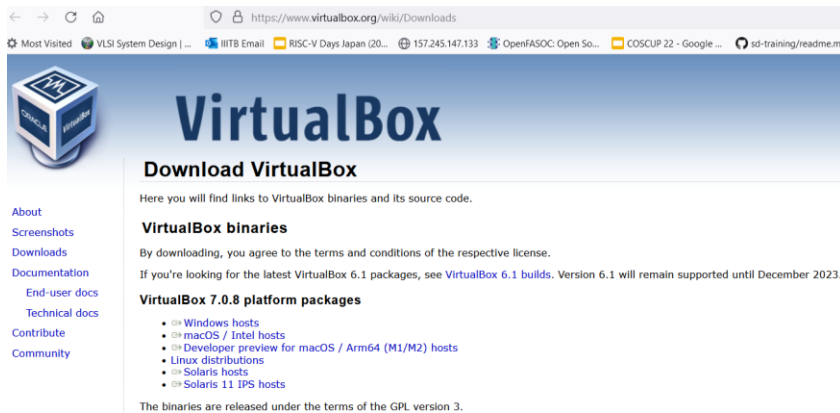 https://www.virtualbox.org/wiki/Downloads
Most Visited VLSI System Design | ... IIITB Email RISC-V Days Japan (20... 157.245.147.133 OpenFASOC: Open So... COSCUP 22 - Google ... sd-training/readme.m
ORACLE
VirtualBox
VirtualBox
Download VirtualBox
Here you will find links to VirtualBox binaries and its source code.
About
Screenshots
Downloads
Documentation
End-user docs
Technical docs
Contribute
Community
VirtualBox binaries
By downloading, you agree to the terms and conditions of the respective license.
If you're looking for the latest VirtualBox 6.1 packages, see VirtualBox 6.1 builds. Version 6.1 will remain supported until December 2023.
VirtualBox 7.0.8 platform packages
Windows hosts
macOS / Intel hosts
Developer preview for macOS / Arm64 (M1/M2) hosts
Linux distributions
Solaris hosts
Solaris 11 IPS hosts
The binaries are released under the terms of the GPL version 3.